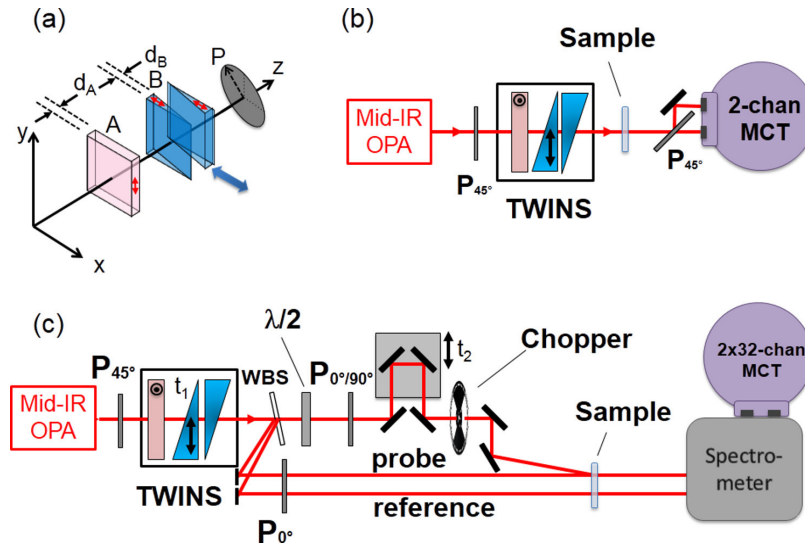 (a)
d_A
d_B
B
P
z
y
A
x
(b)
Sample
Mid-IR
OPA
P45°
TWINS
P45°
2-chan
MCT
(c)
λ/2
Chopper
P45°
t1
WBS
P0°/90°
t2
2x32-chan
MCT
Mid-IR
OPA
Sample
probe
Spectro-
meter
TWINS
reference
P0°